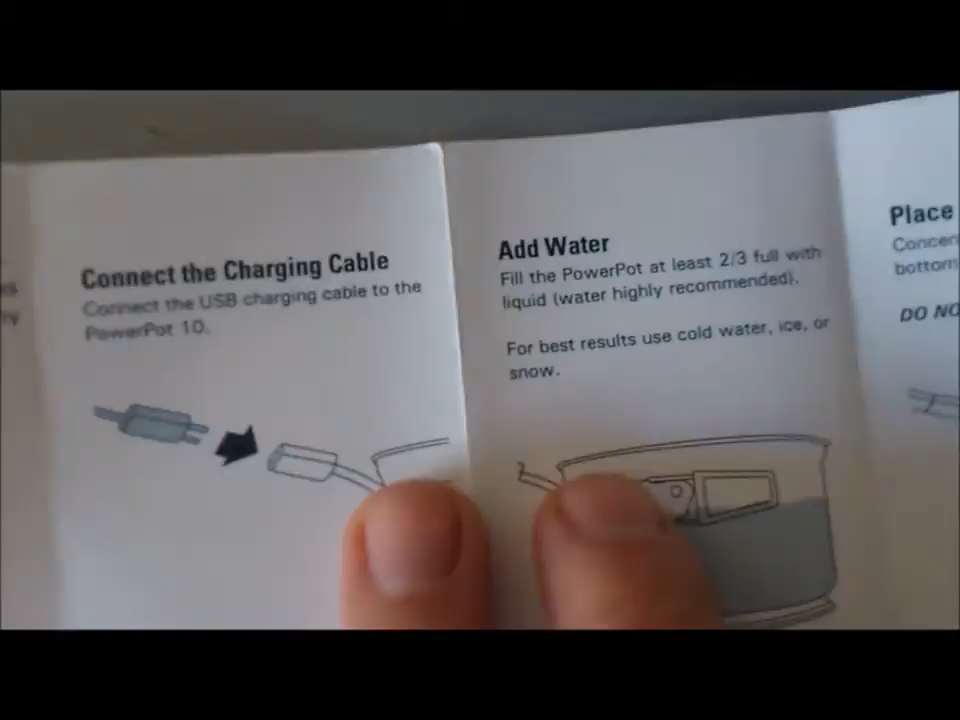 Connect the Charging Cable
Connect the USB charging cable to the
PowerPot 10.
Add Water
Fill the PowerPot at least 2/3 full with
liquid (water highly recommended).
For best results use cold water, ice, or
snow.
Place
bottom